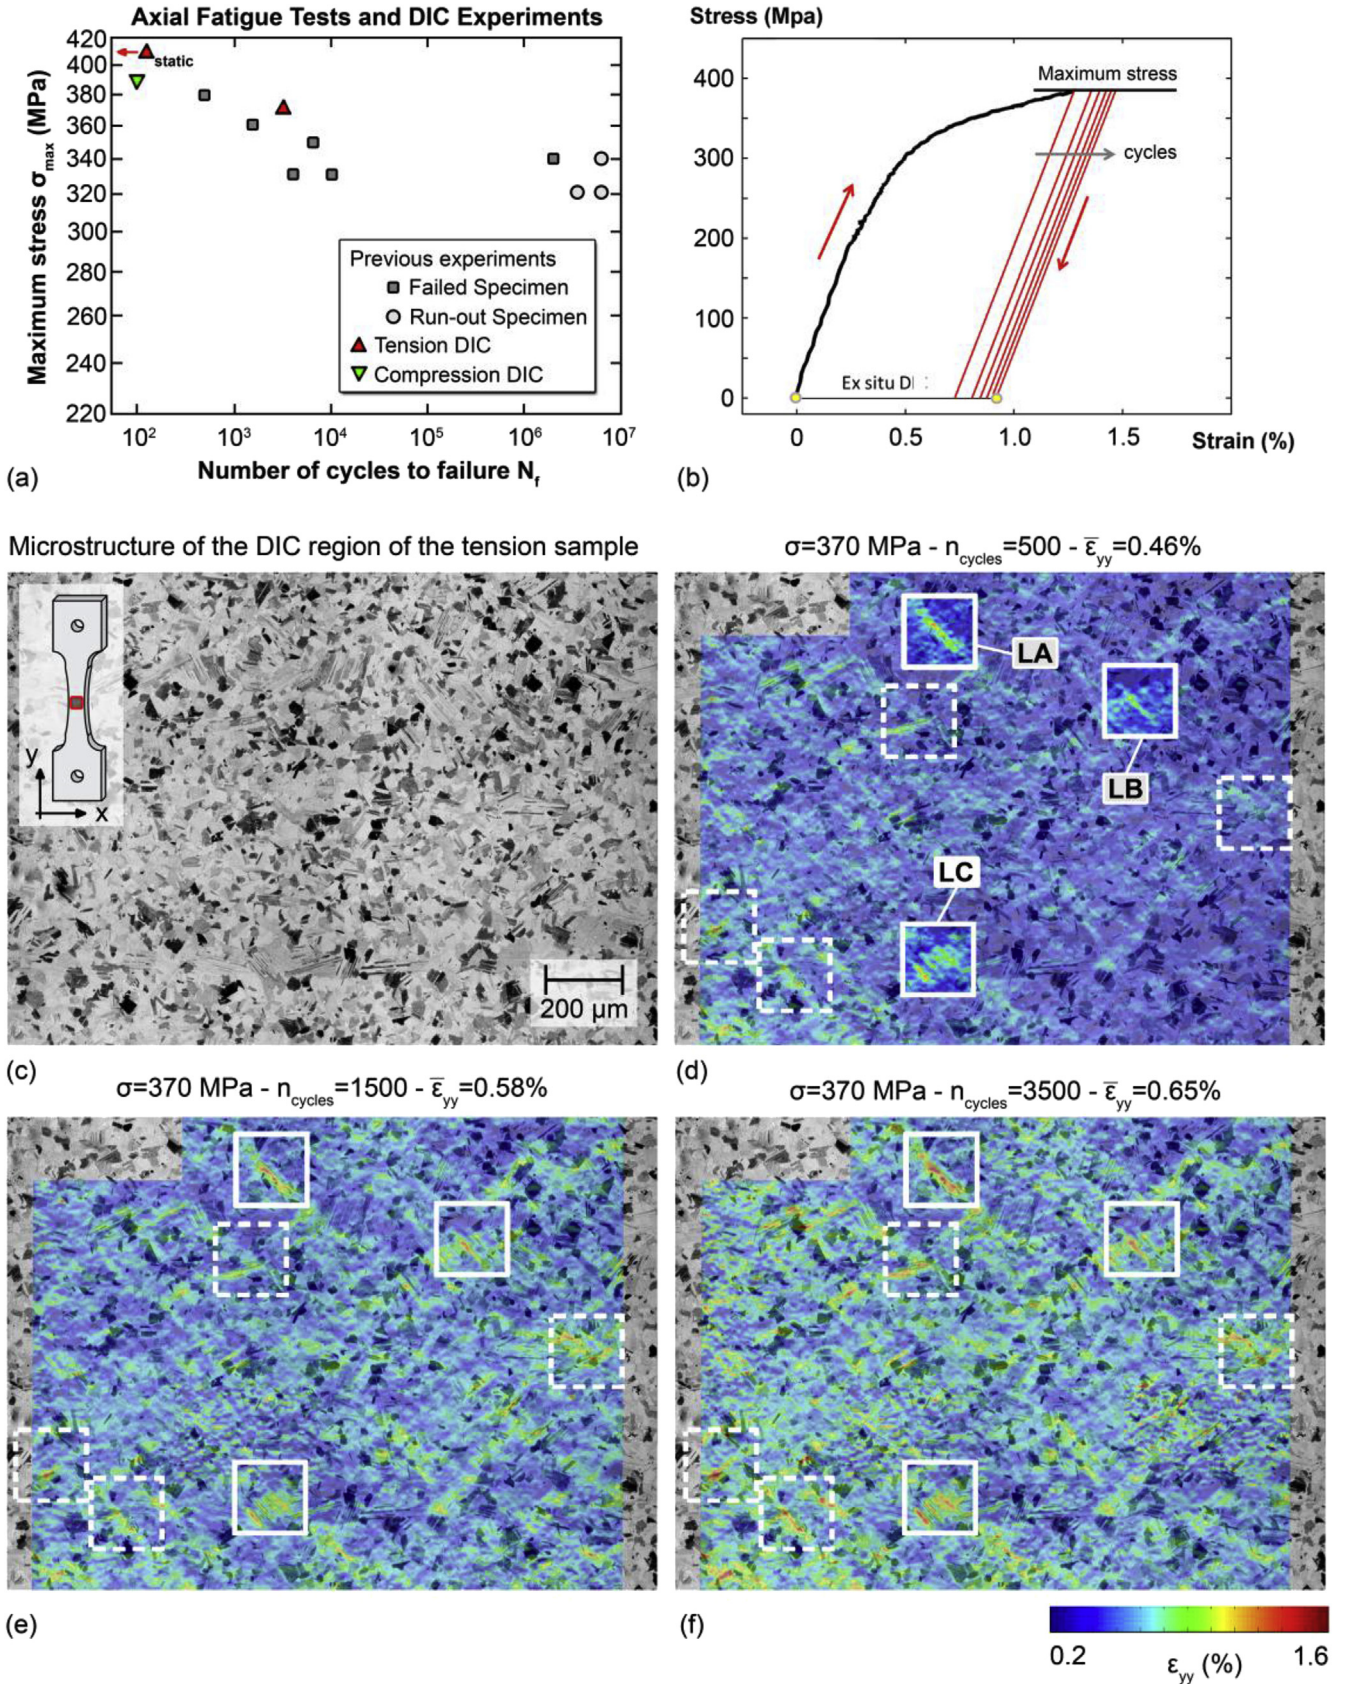 Axial Fatigue Tests and DIC Experiments
Maximum stress σmax (MPa)
420
400
380
360
340
320
300
280
260
240
220
static
Previous experiments
Failed Specimen
Run-out Specimen
Tension DIC
Compression DIC
10² 10³ 10⁴ 10⁵ 10⁶ 10⁷
Number of cycles to failure Nf
(a)
Stress (Mpa)
400
300
200
100
0
Maximum stress
cycles
Ex situ D
0 0.5 1.0 1.5
Strain (%)
(b)
Microstructure of the DIC region of the tension sample
y
x
200 µm
(c)
σ=370 MPa - ncycles=500 - ε̅yy=0.46%
LA
LB
LC
(d)
σ=370 MPa - ncycles=1500 - ε̅yy=0.58%
(e)
σ=370 MPa - ncycles=3500 - ε̅yy=0.65%
(f)
0.2 1.6
εyy (%)